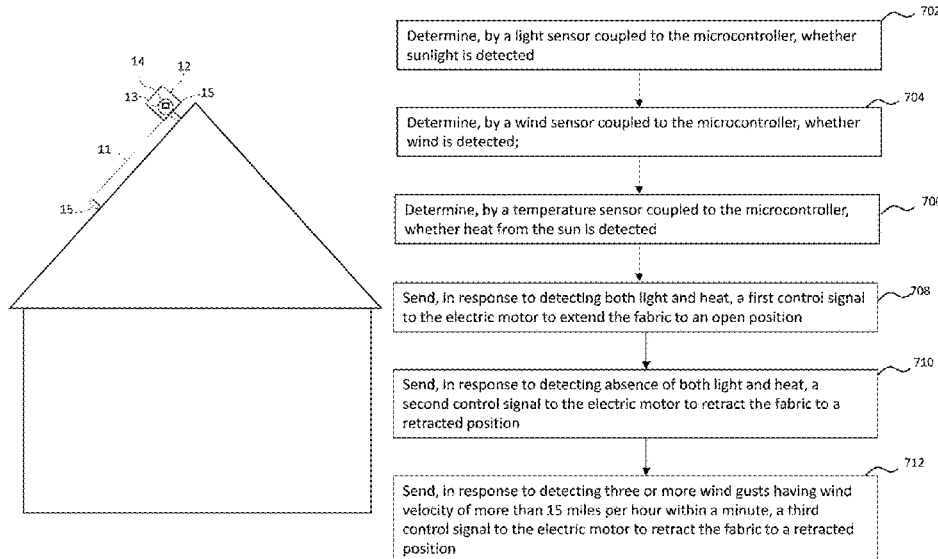 14
12
13
15
11
15
702
Determine, by a light sensor coupled to the microcontroller, whether
sunlight is detected
704
Determine, by a wind sensor coupled to the microcontroller, whether
wind is detected;
706
Determine, by a temperature sensor coupled to the microcontroller,
whether heat from the sun is detected
708
Send, in response to detecting both light and heat, a first control signal
to the electric motor to extend the fabric to an open position
710
Send, in response to detecting absence of both light and heat, a
second control signal to the electric motor to retract the fabric to a
retracted position
712
Send, in response to detecting three or more wind gusts having wind
velocity of more than 15 miles per hour within a minute, a third
control signal to the electric motor to retract the fabric to a retracted
position